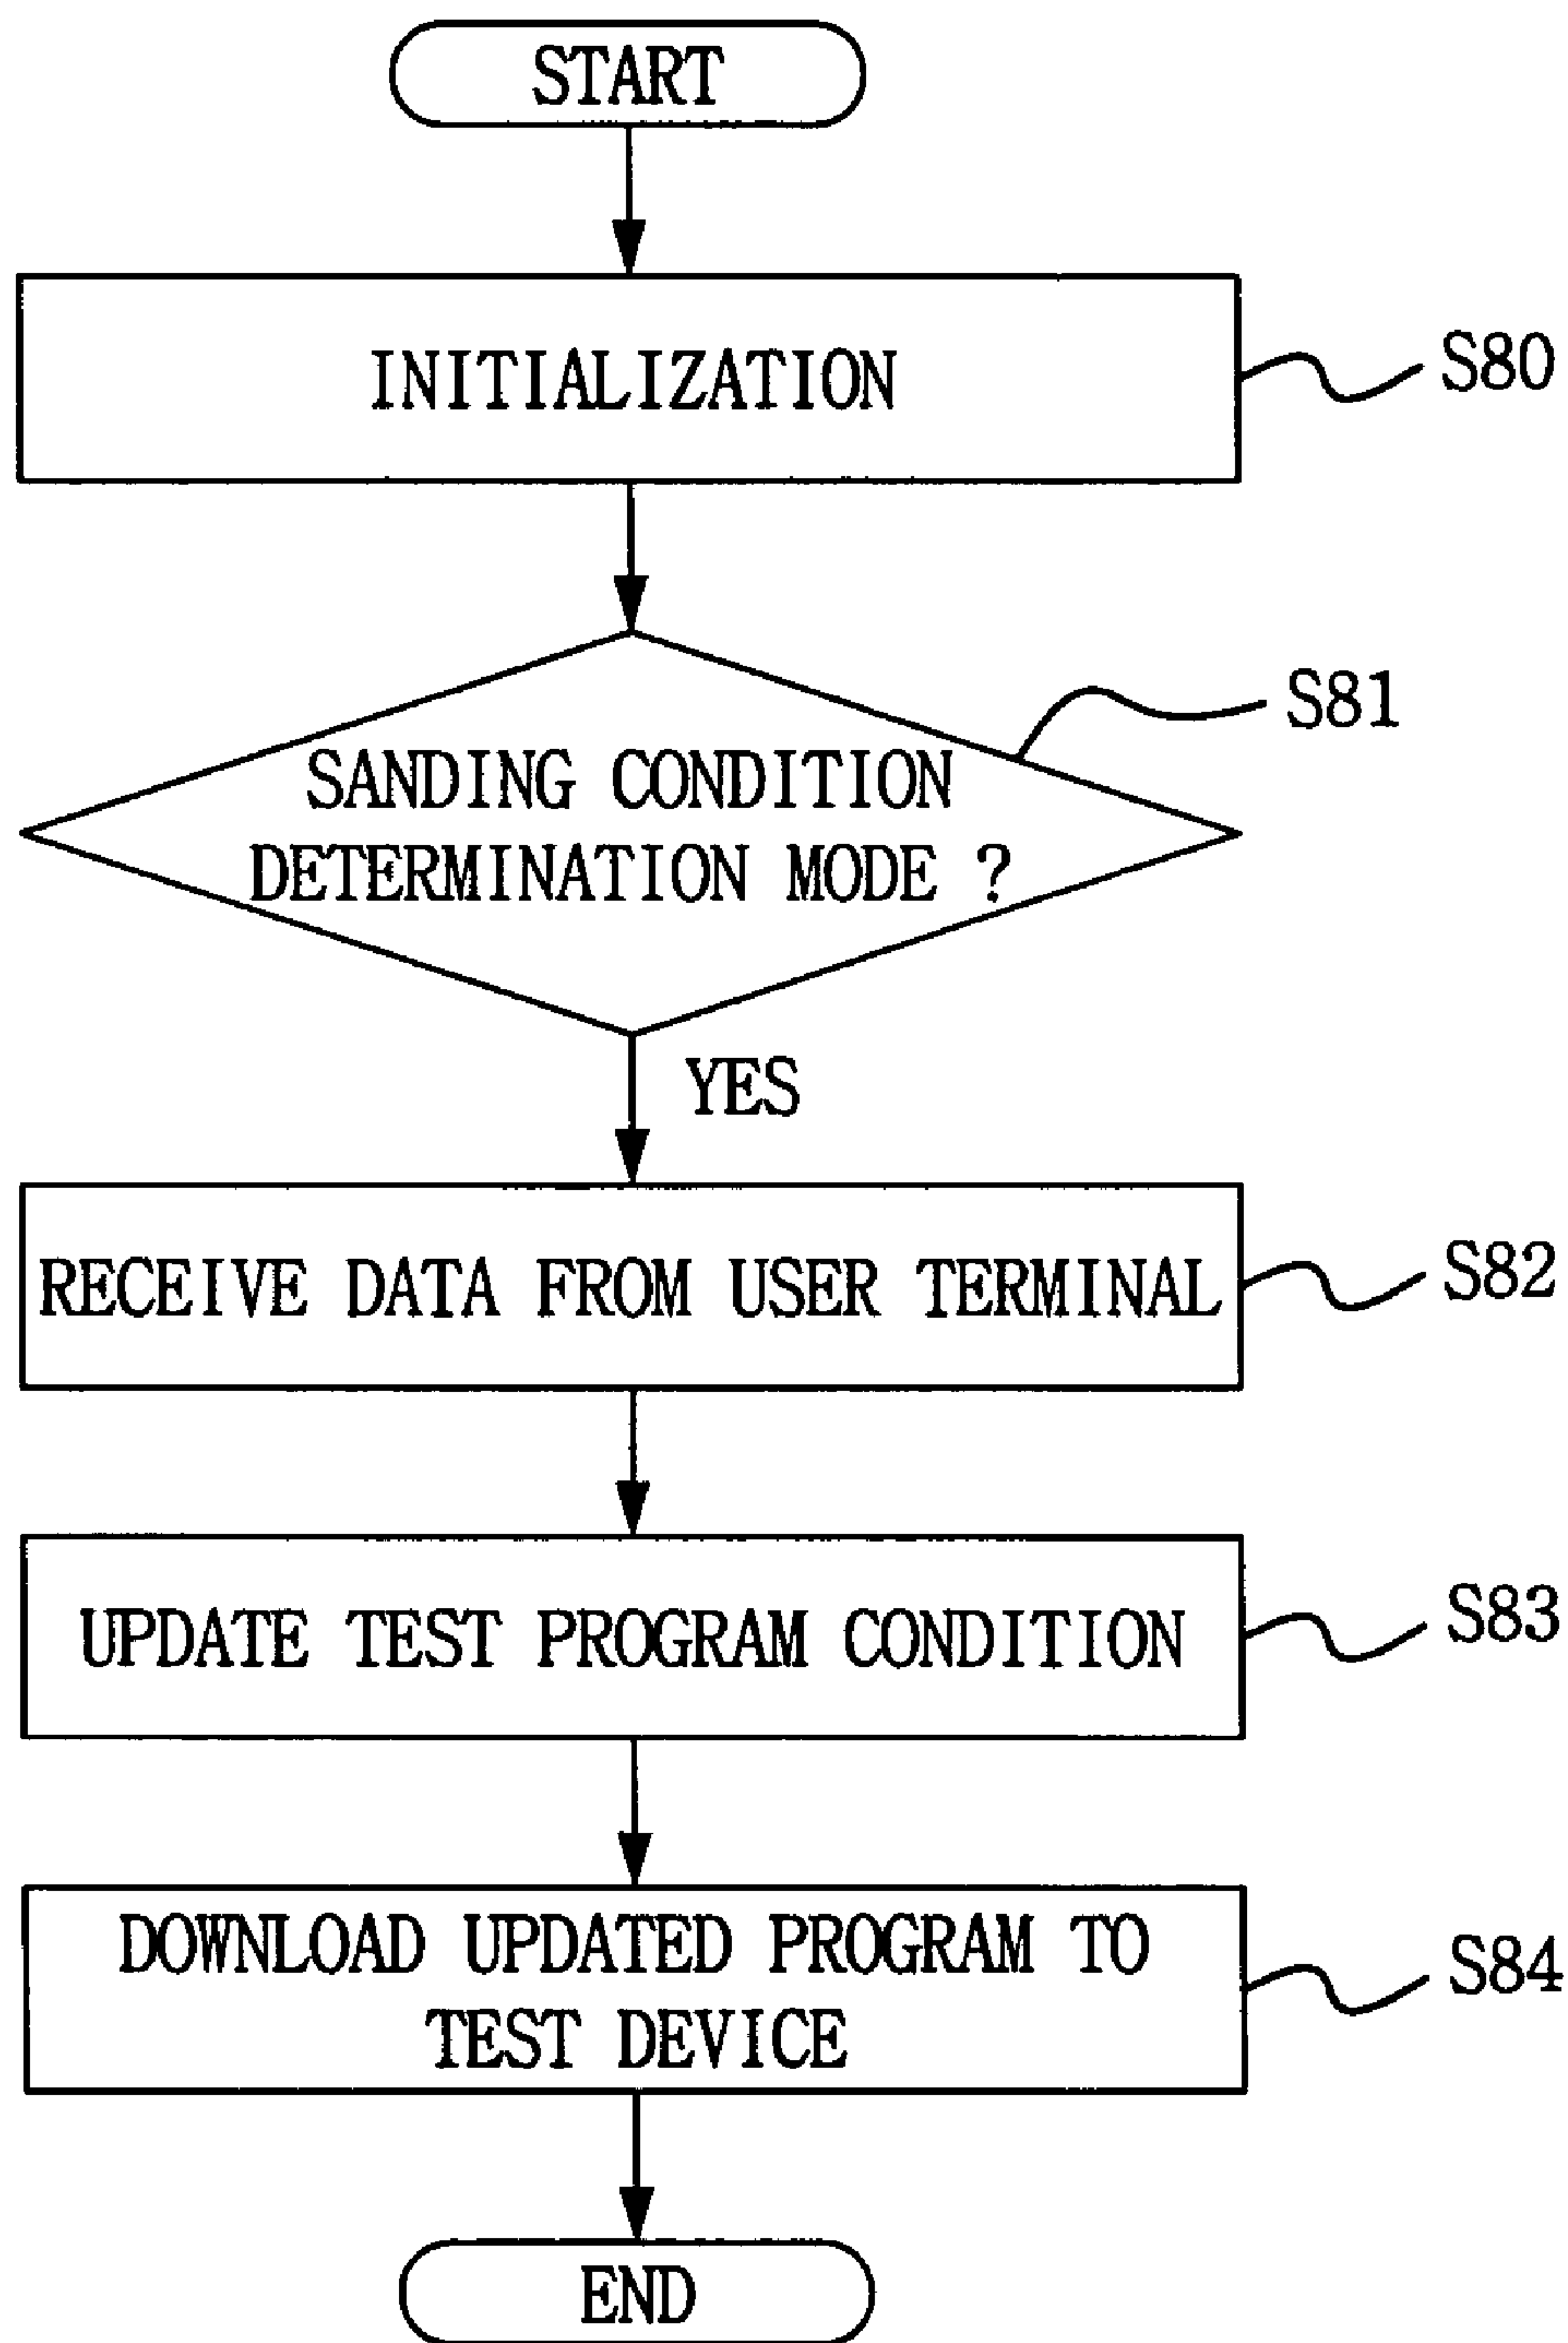 START
INITIALIZATION
S80
S81
SANDING CONDITION
DETERMINATION MODE ?
YES
RECEIVE DATA FROM USER TERMINAL
S82
UPDATE TEST PROGRAM CONDITION
S83
DOWNLOAD UPDATED PROGRAM TO
TEST DEVICE
S84
END